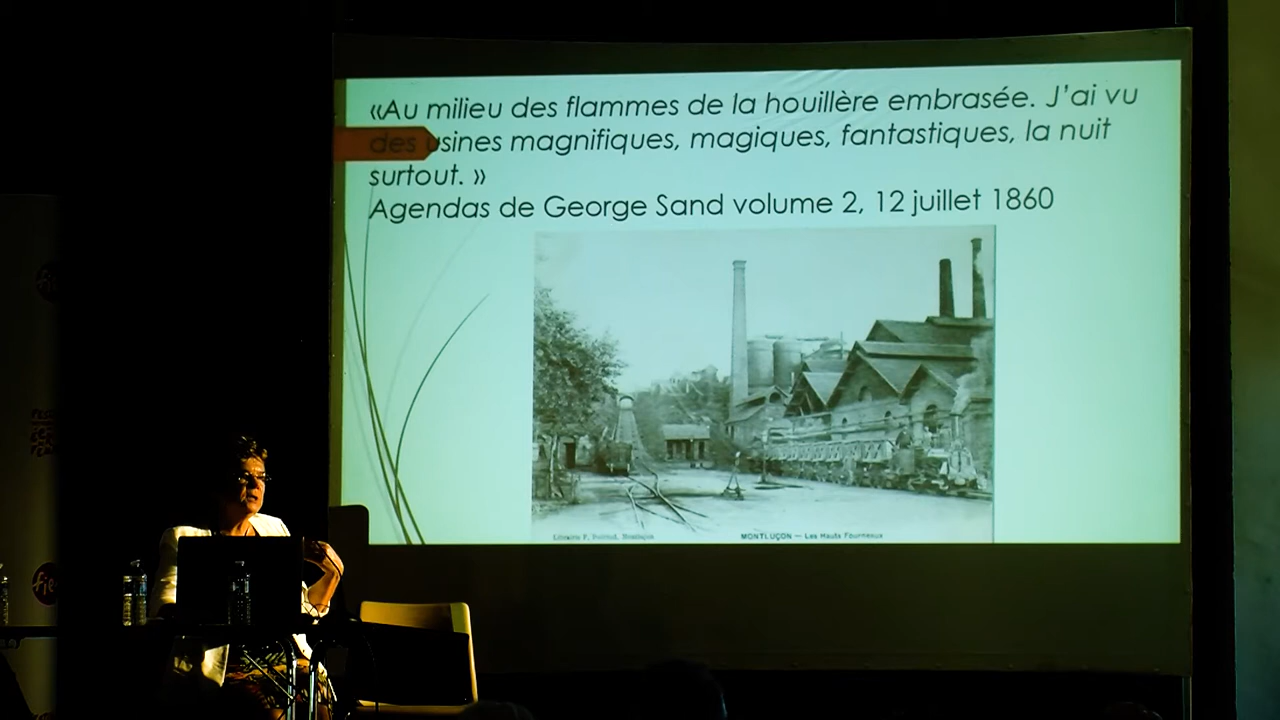 «Au milieu des flammes de la houillère embrasée. J'ai vu
des usines magnifiques, magiques, fantastiques, la nuit
surtout. »
Agendas de George Sand volume 2, 12 juillet 1860
MONTLUÇON — Les Hauts Fourneaux